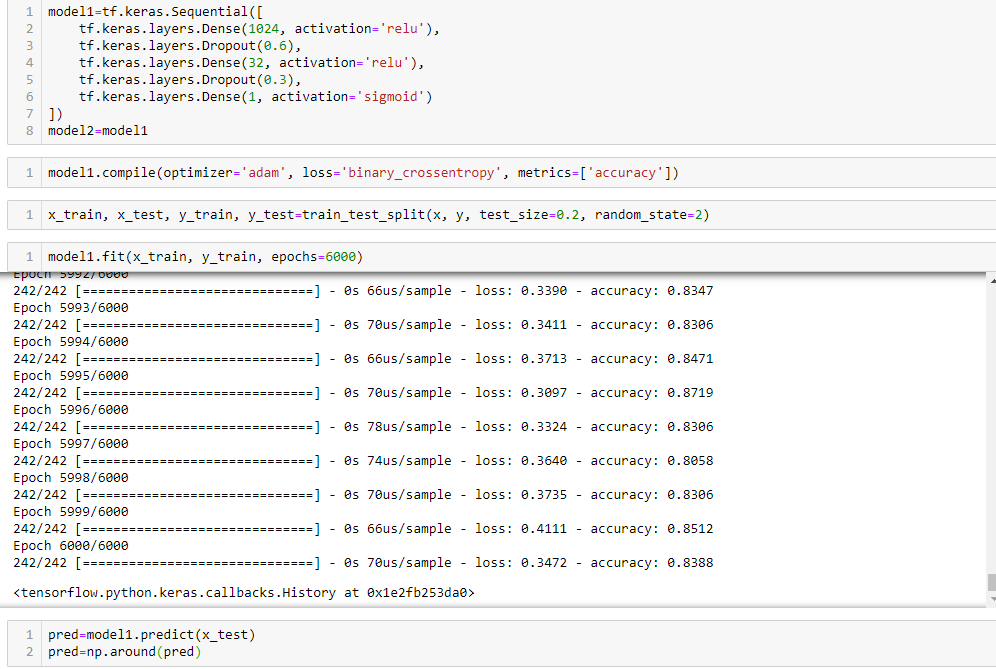 1 model1=tf.keras.Sequential([
2     tf.keras.layers.Dense(1024, activation='relu'),
3     tf.keras.layers.Dropout(0.6),
4     tf.keras.layers.Dense(32, activation='relu'),
5     tf.keras.layers.Dropout(0.3),
6     tf.keras.layers.Dense(1, activation='sigmoid')
7 ])
8 model2=model1
1 model1.compile(optimizer='adam', loss='binary_crossentropy', metrics=['accuracy'])
1 x_train, x_test, y_train, y_test=train_test_split(x, y, test_size=0.2, random_state=2)
1 model1.fit(x_train, y_train, epochs=6000)
Epoch 5992/6000
242/242 [==============================] - 0s 66us/sample - loss: 0.3390 - accuracy: 0.8347
Epoch 5993/6000
242/242 [==============================] - 0s 70us/sample - loss: 0.3411 - accuracy: 0.8306
Epoch 5994/6000
242/242 [==============================] - 0s 66us/sample - loss: 0.3713 - accuracy: 0.8471
Epoch 5995/6000
242/242 [==============================] - 0s 70us/sample - loss: 0.3097 - accuracy: 0.8719
Epoch 5996/6000
242/242 [==============================] - 0s 78us/sample - loss: 0.3324 - accuracy: 0.8306
Epoch 5997/6000
242/242 [==============================] - 0s 74us/sample - loss: 0.3640 - accuracy: 0.8058
Epoch 5998/6000
242/242 [==============================] - 0s 70us/sample - loss: 0.3735 - accuracy: 0.8306
Epoch 5999/6000
242/242 [==============================] - 0s 66us/sample - loss: 0.4111 - accuracy: 0.8512
Epoch 6000/6000
242/242 [==============================] - 0s 70us/sample - loss: 0.3472 - accuracy: 0.8388
<tensorflow.python.keras.callbacks.History at 0x1e2fb253da0>
1 pred=model1.predict(x_test)
2 pred=np.around(pred)